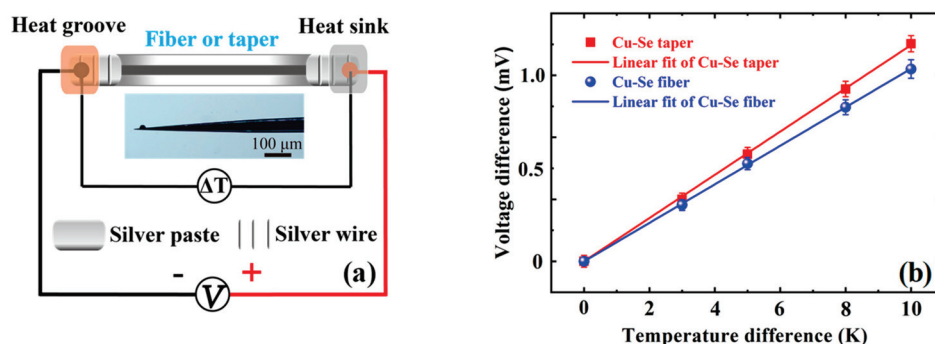 Heat groove
Heat sink
Fiber or taper
100 μm
ΔT
Silver paste
Silver wire
- +
(a)
V
Cu-Se taper
Linear fit of Cu-Se taper
Cu-Se fiber
Linear fit of Cu-Se fiber
Voltage difference (mV)
1.0
0.5
0
(b)
0 2 4 6 8 10
Temperature difference (K)